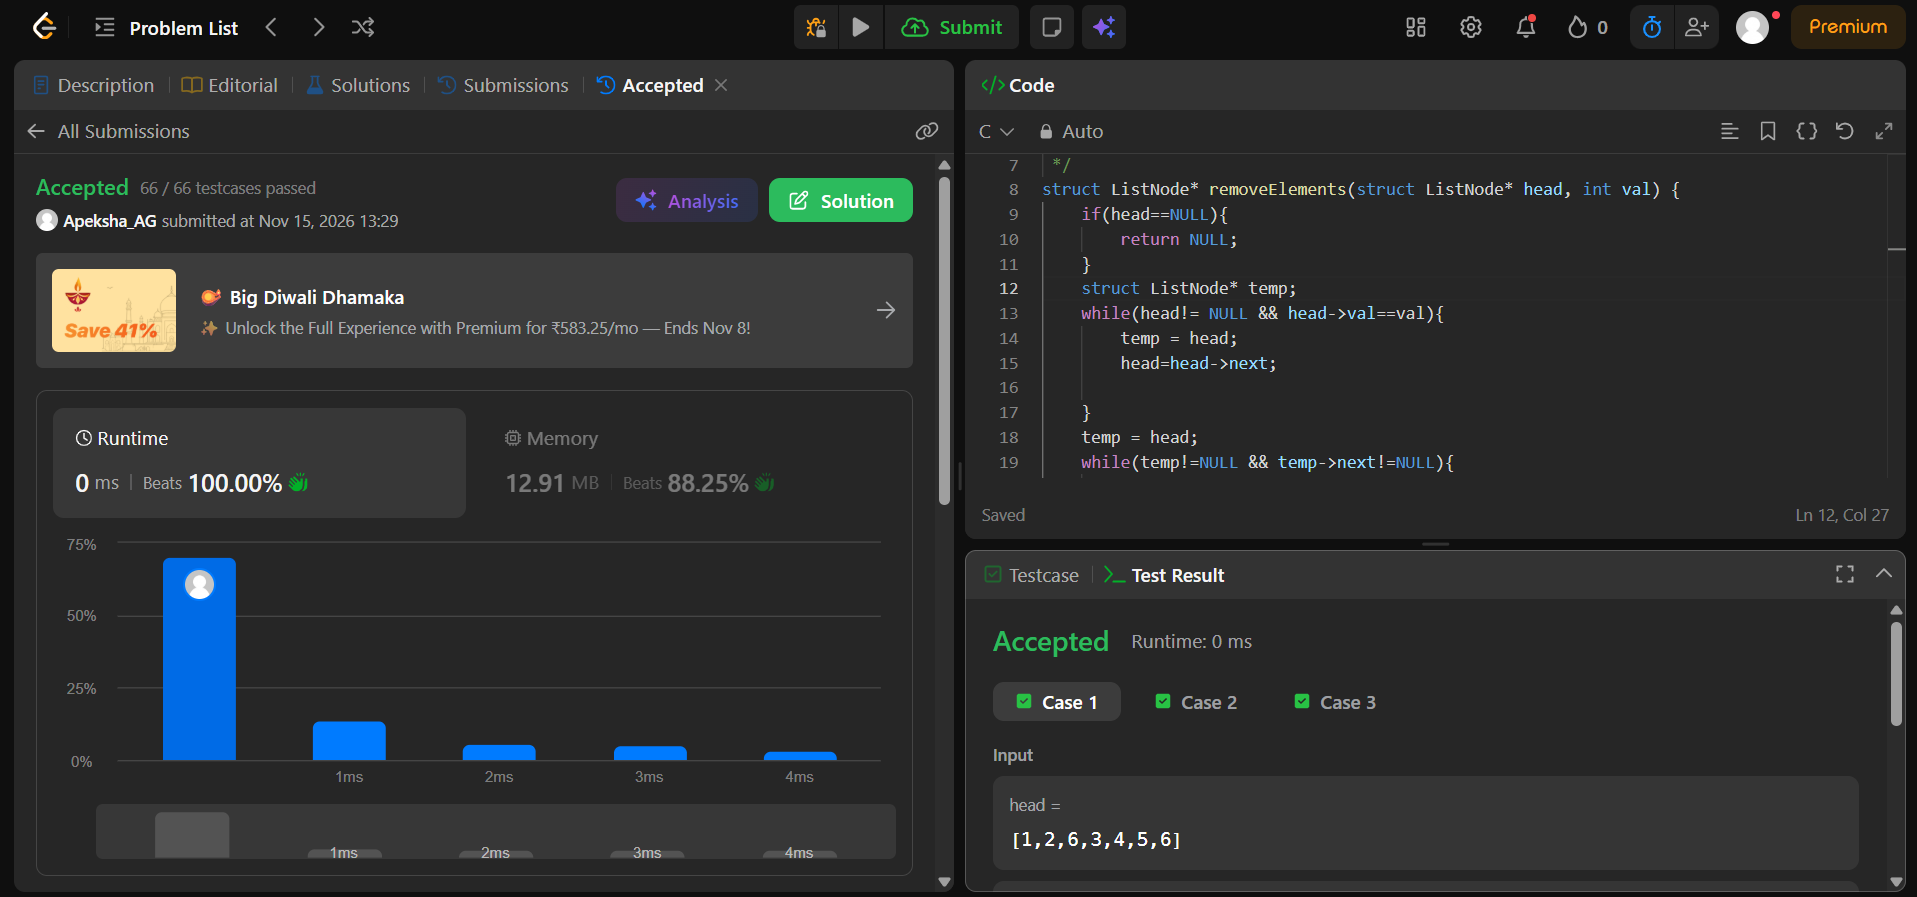 Problem List
Submit
0
Premium
Description
Editorial
Solutions
Submissions
Accepted
All Submissions
Accepted 66 / 66 testcases passed
Apeksha_AG submitted at Nov 15, 2026 13:29
Analysis
Solution
Save 41%
Big Diwali Dhamaka
Unlock the Full Experience with Premium for ₹583.25/mo — Ends Nov 8!
Runtime
0 ms | Beats 100.00%
Memory
12.91 MB | Beats 88.25%
75%
50%
25%
0%
1ms 2ms 3ms 4ms
1ms 2ms 3ms 4ms
</> Code
C
Auto
7 */
8 struct ListNode* removeElements(struct ListNode* head, int val) {
9 if(head==NULL){
10 return NULL;
11 }
12 struct ListNode* temp;
13 while(head!= NULL && head->val==val){
14 temp = head;
15 head=head->next;
16
17 }
18 temp = head;
19 while(temp!=NULL && temp->next!=NULL){
Saved
Ln 12, Col 27
Testcase
Test Result
Accepted Runtime: 0 ms
Case 1
Case 2
Case 3
Input
head =
[1,2,6,3,4,5,6]